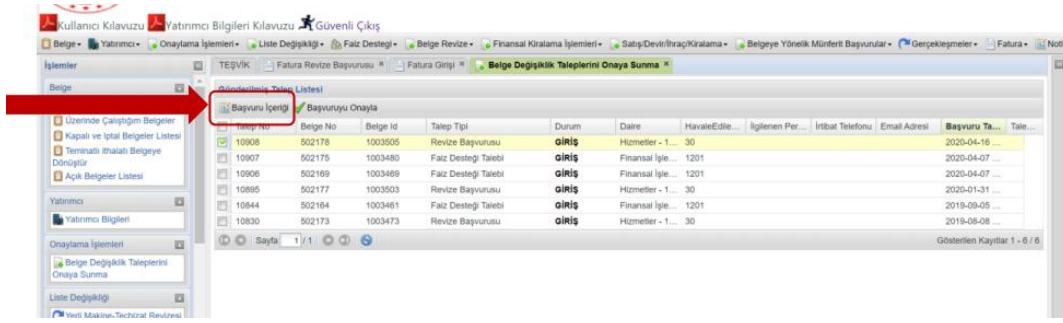 Kullanıcı Kılavuzu Yatırımcı Bilgileri Kılavuzu Güvenli Çıkış
Belge Yatırımcı Onaylama İşlemleri Liste Değişikliği Faiz Destegi Belge Revize Finansal Kiralama İşlemleri Satış/Devir/İhraç/Kiralama Belgeye Yönelik Münferit Başvurular Gerçekleşmeler Fatura Noti
İşlemler
TEŞVİK Fatura Revize Başvurusu Fatura Girişi Belge Değişiklik Taleplerini Onaya Sunma
Belge
Gönderilmiş Talep Listesi
Başvuru İçeriği Başvuruyu Onayla
Talep No Belge No Belge Id Talep Tipi Durum Daire HavaleEdile... İlgilenen Per... İrtibat Telefonu Email Adresi Başvuru Ta... Tale...
10908 502178 1003505 Revize Başvurusu GİRİŞ Hizmetler - 1... 30 2020-04-16 ...
10907 502175 1003480 Faiz Desteği Talebi GİRİŞ Finansal İşle... 1201 2020-04-07 ...
10906 502169 1003469 Faiz Desteği Talebi GİRİŞ Finansal İşle... 1201 2020-04-07 ...
10895 502177 1003503 Revize Başvurusu GİRİŞ Hizmetler - 1... 30 2020-01-31 ...
10844 502164 1003461 Faiz Desteği Talebi GİRİŞ Finansal İşle... 1201 2019-09-05 ...
10830 502173 1003473 Revize Başvurusu GİRİŞ Hizmetler - 1... 30 2019-08-08 ...
Sayfa 1 / 1 Gösterilen Kayıtlar 1 - 6 / 6
Üzerinde Çalıştığım Belgeler
Kapalı ve İptal Belgeler Listesi
Teminatlı İthalatı Belgeye
Dönüştür
Açık Belgeler Listesi
Yatırımcı
Yatırımcı Bilgileri
Onaylama İşlemleri
Belge Değişiklik Taleplerini
Onaya Sunma
Liste Değişikliği
Yerli Makine-Techizat Revizesi